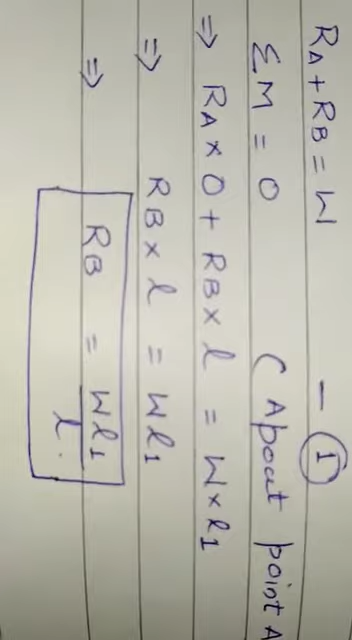 RA + RB = W — ①
ΣM = 0 (About point A
⇒ RA × 0 + RB × l = W × l1
⇒ RB × l = Wl1
⇒ RB = Wl1/l.